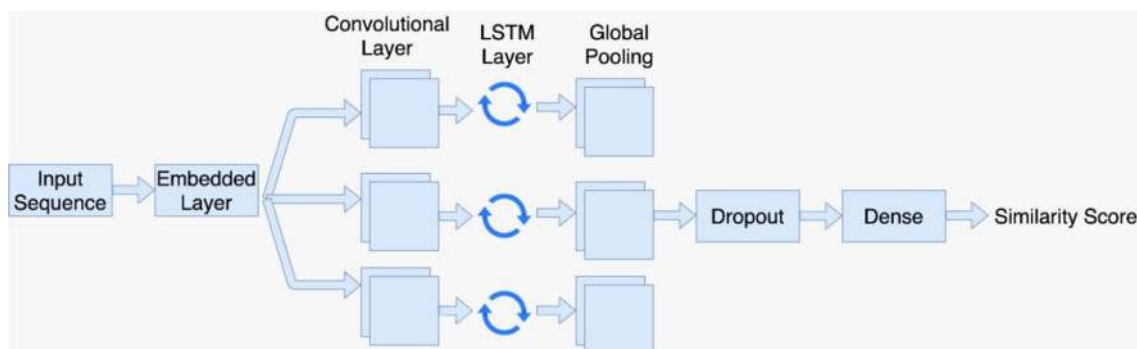 Convolutional
Layer
LSTM
Layer
Global
Pooling
Input
Sequence
Embedded
Layer
Dropout
Dense
Similarity Score